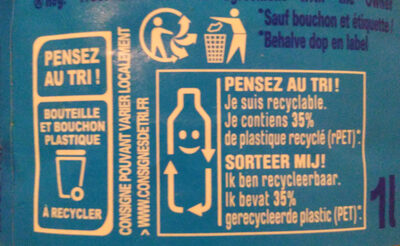 Owner
*Sauf bouchon et étiquette !
*Behalve dop en label
PENSEZ
AU TRI !
BOUTEILLE
ET BOUCHON
PLASTIQUE
À RECYCLER
CONSIGNE POUVANT VARIER LOCALEMENT
> WWW.CONSIGNESDETRI.FR
PENSEZ AU TRI !
Je suis recyclable.
Je contiens 35%
de plastique recyclé (rPET)*.
SORTEER MIJ!
Ik ben recycleerbaar.
Ik bevat 35%
gerecycleerde plastic (PET)*.